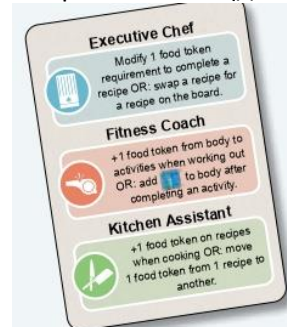 Executive Chef
Modify 1 food token
requirement to complete a
recipe OR: swap a recipe for
a recipe on the board.
Fitness Coach
+1 food token from body to
activities when working out
OR: add to body after
completing an activity.
Kitchen Assistant
+1 food token on recipes
when cooking OR: move
1 food token from 1 recipe to
another.